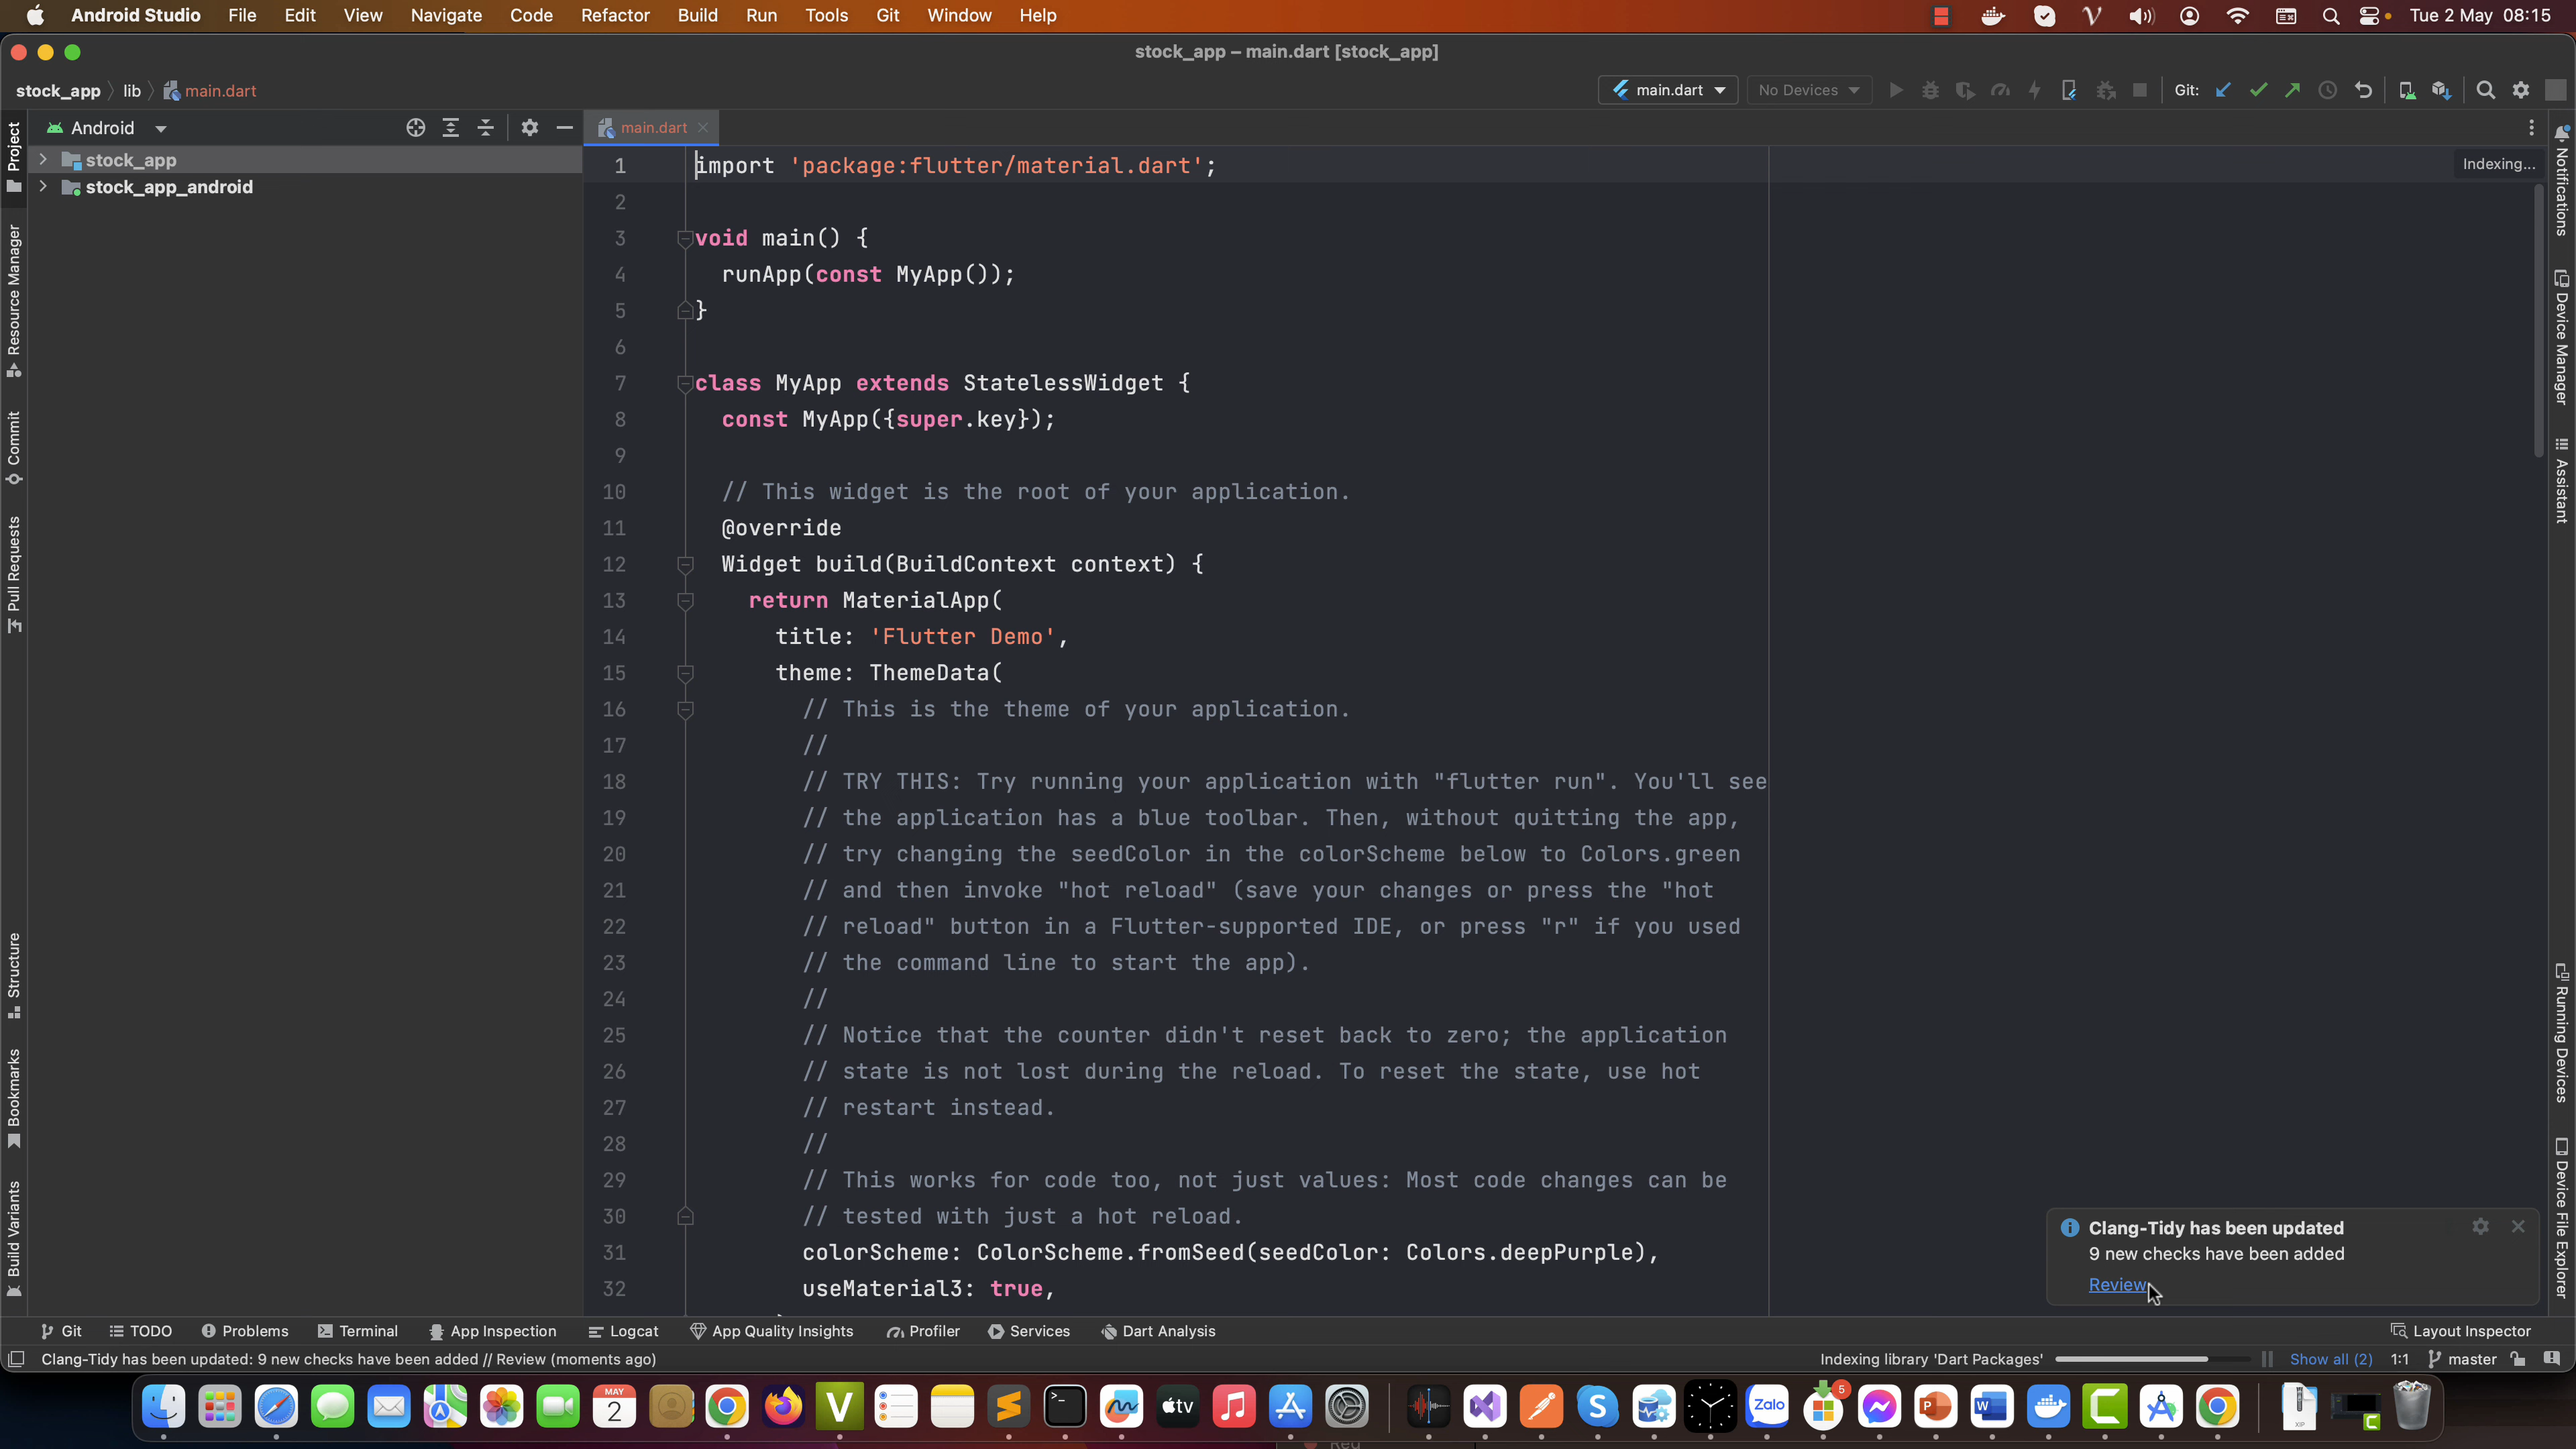 Android Studio File Edit View Navigate Code Refactor Build Run Tools Git Window Help Tue 2 May 08:15
stock_app – main.dart [stock_app]
stock_app lib main.dart main.dart No Devices Git:
Android main.dart
stock_app
stock_app_android
Project
Resource Manager
Commit
Pull Requests
Structure
Bookmarks
Build Variants
1 import 'package:flutter/material.dart';
2
3 void main() {
4 runApp(const MyApp());
5 }
6
7 class MyApp extends StatelessWidget {
8 const MyApp({super.key});
9
10 // This widget is the root of your application.
11 @override
12 Widget build(BuildContext context) {
13 return MaterialApp(
14 title: 'Flutter Demo',
15 theme: ThemeData(
16 // This is the theme of your application.
17 //
18 // TRY THIS: Try running your application with "flutter run". You'll see
19 // the application has a blue toolbar. Then, without quitting the app,
20 // try changing the seedColor in the colorScheme below to Colors.green
21 // and then invoke "hot reload" (save your changes or press the "hot
22 // reload" button in a Flutter-supported IDE, or press "r" if you used
23 // the command line to start the app).
24 //
25 // Notice that the counter didn't reset back to zero; the application
26 // state is not lost during the reload. To reset the state, use hot
27 // restart instead.
28 //
29 // This works for code too, not just values: Most code changes can be
30 // tested with just a hot reload.
31 colorScheme: ColorScheme.fromSeed(seedColor: Colors.deepPurple),
32 useMaterial3: true,
Indexing...
Notifications
Device Manager
Assistant
Running Devices
Device File Explorer
Clang-Tidy has been updated
9 new checks have been added
Review
Git TODO Problems Terminal App Inspection Logcat App Quality Insights Profiler Services Dart Analysis Layout Inspector
Clang-Tidy has been updated: 9 new checks have been added // Review (moments ago) Indexing library 'Dart Packages' Show all (2) 1:1 master
MAY
2
tv
Zalo
5